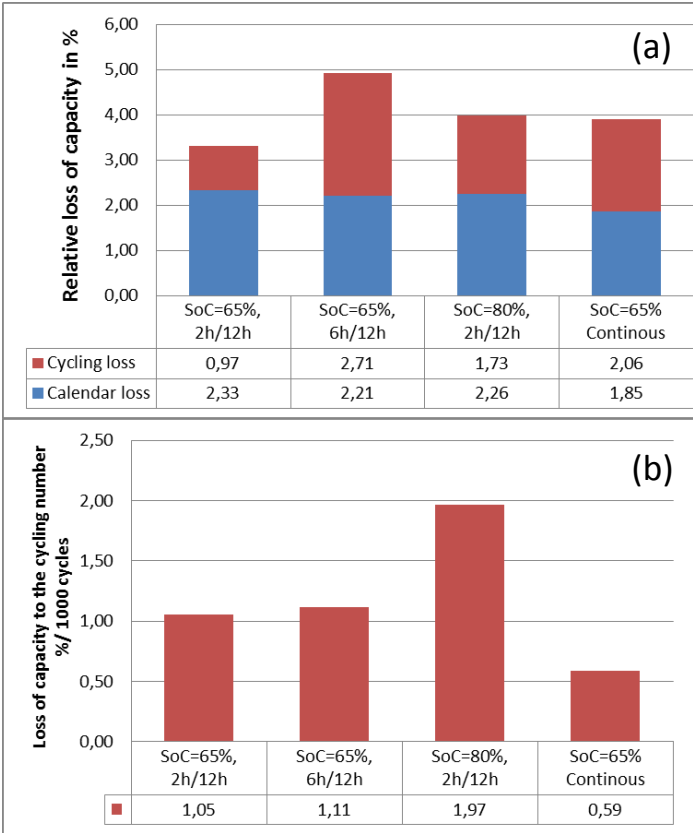 (a)
Relative loss of capacity in %
6,00
5,00
4,00
3,00
2,00
1,00
0,00
SoC=65%, SoC=65%, SoC=80%, SoC=65%
2h/12h 6h/12h 2h/12h Continous
Cycling loss 0,97 2,71 1,73 2,06
Calendar loss 2,33 2,21 2,26 1,85
(b)
Loss of capacity to the cycling number
%/ 1000 cycles
2,50
2,00
1,50
1,00
0,50
0,00
SoC=65%, SoC=65%, SoC=80%, SoC=65%
2h/12h 6h/12h 2h/12h Continous
1,05 1,11 1,97 0,59